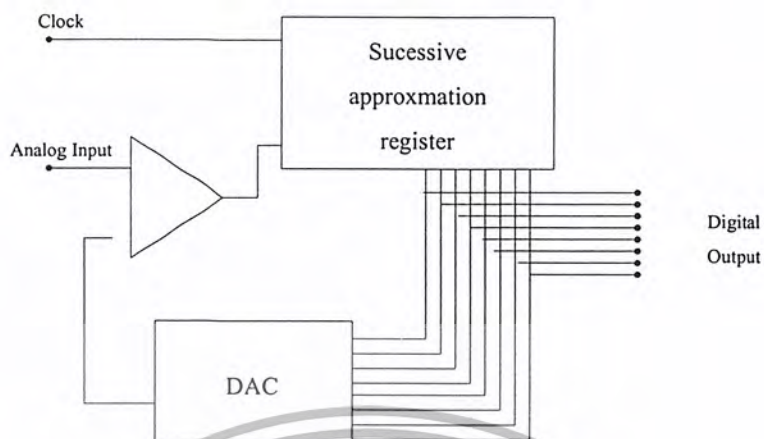 Clock
Sucessive
approxmation
register
Analog Input
Digital
Output
DAC